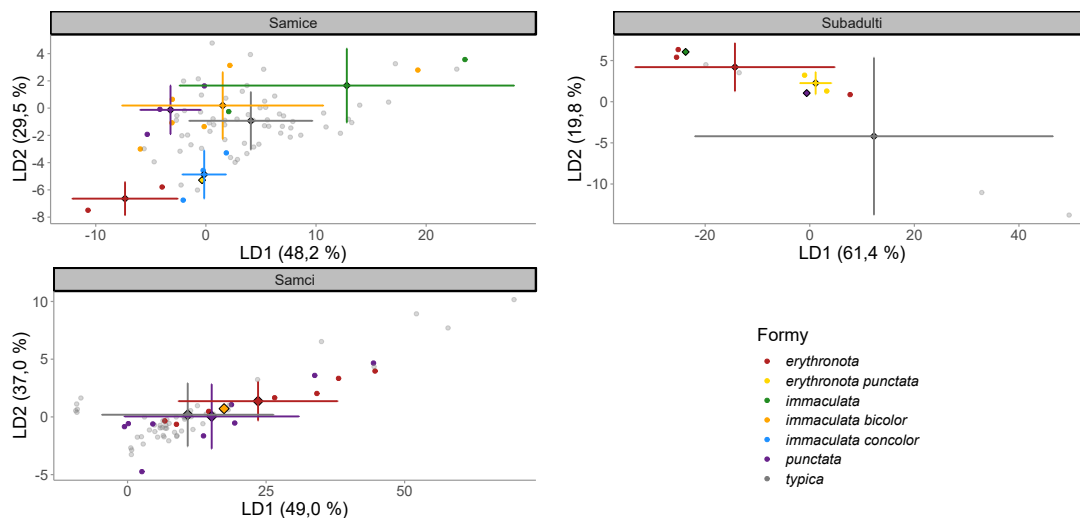 Samice
4
2
0
-2
-4
-6
-8
LD2 (29,5 %)
-10
0
10
20
LD1 (48,2 %)
Subadulti
5
0
-5
-10
LD2 (19,8 %)
-20
0
20
40
LD1 (61,4 %)
Samci
10
5
0
-5
LD2 (37,0 %)
0
25
50
LD1 (49,0 %)
Formy
erythronota
erythronota punctata
immaculata
immaculata bicolor
immaculata concolor
punctata
typica